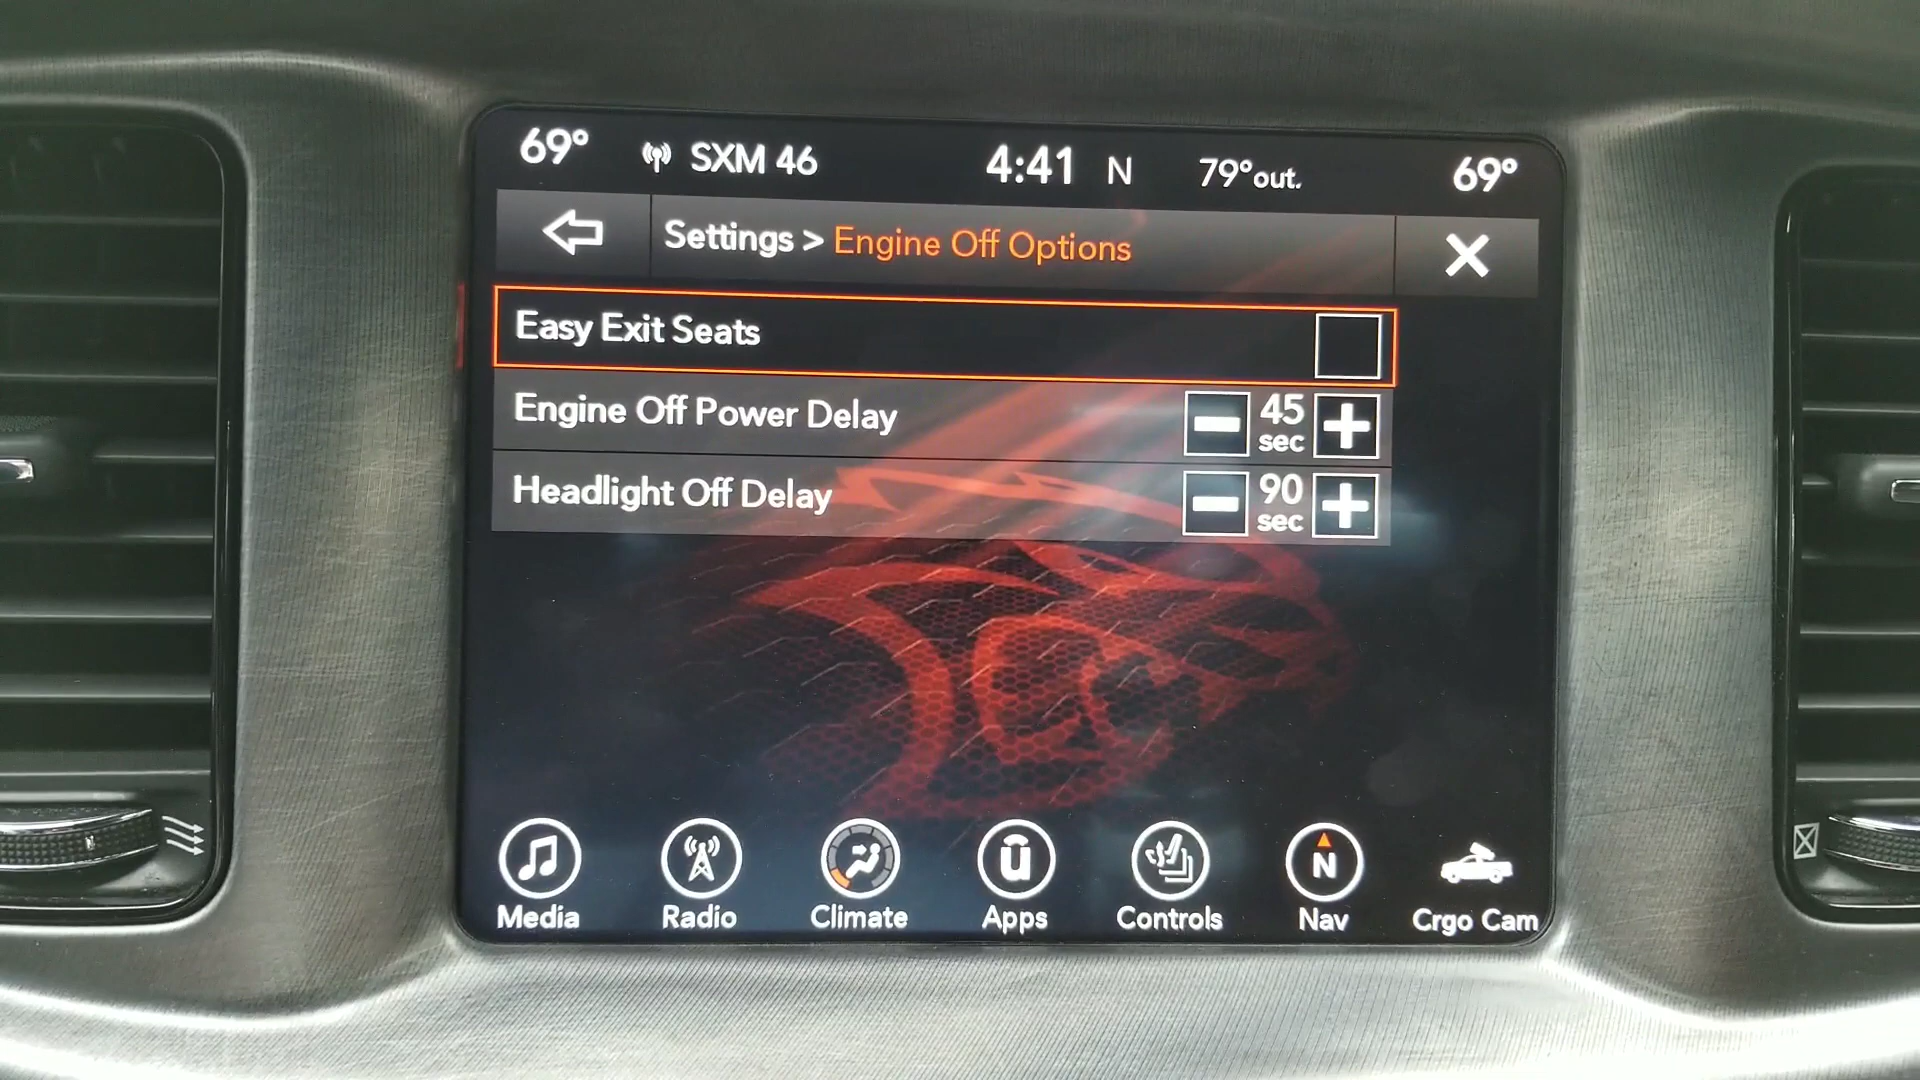 69° SXM 46 4:41 N 79°out. 69°
Settings > Engine Off Options
Easy Exit Seats
Engine Off Power Delay 45 sec
Headlight Off Delay 90 sec
N
Media Radio Climate Apps Controls Nav Crgo Cam